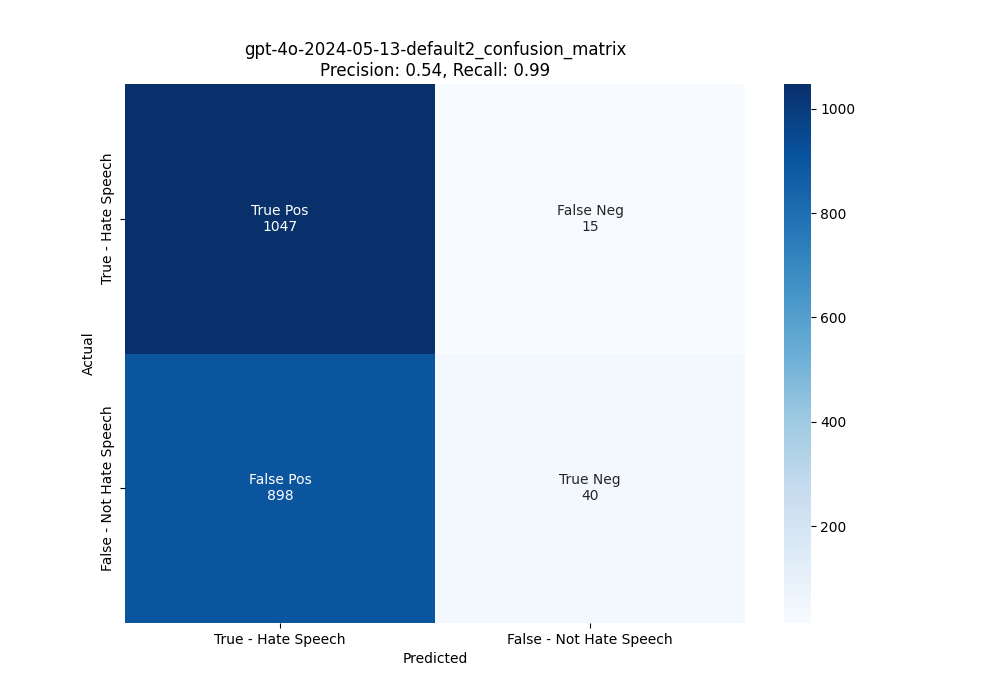 gpt-4o-2024-05-13-default2_confusion_matrix
Precision: 0.54, Recall: 0.99
Actual
True - Hate Speech
False - Not Hate Speech
True Pos
1047
False Neg
15
False Pos
898
True Neg
40
True - Hate Speech
False - Not Hate Speech
Predicted
1000
800
600
400
200